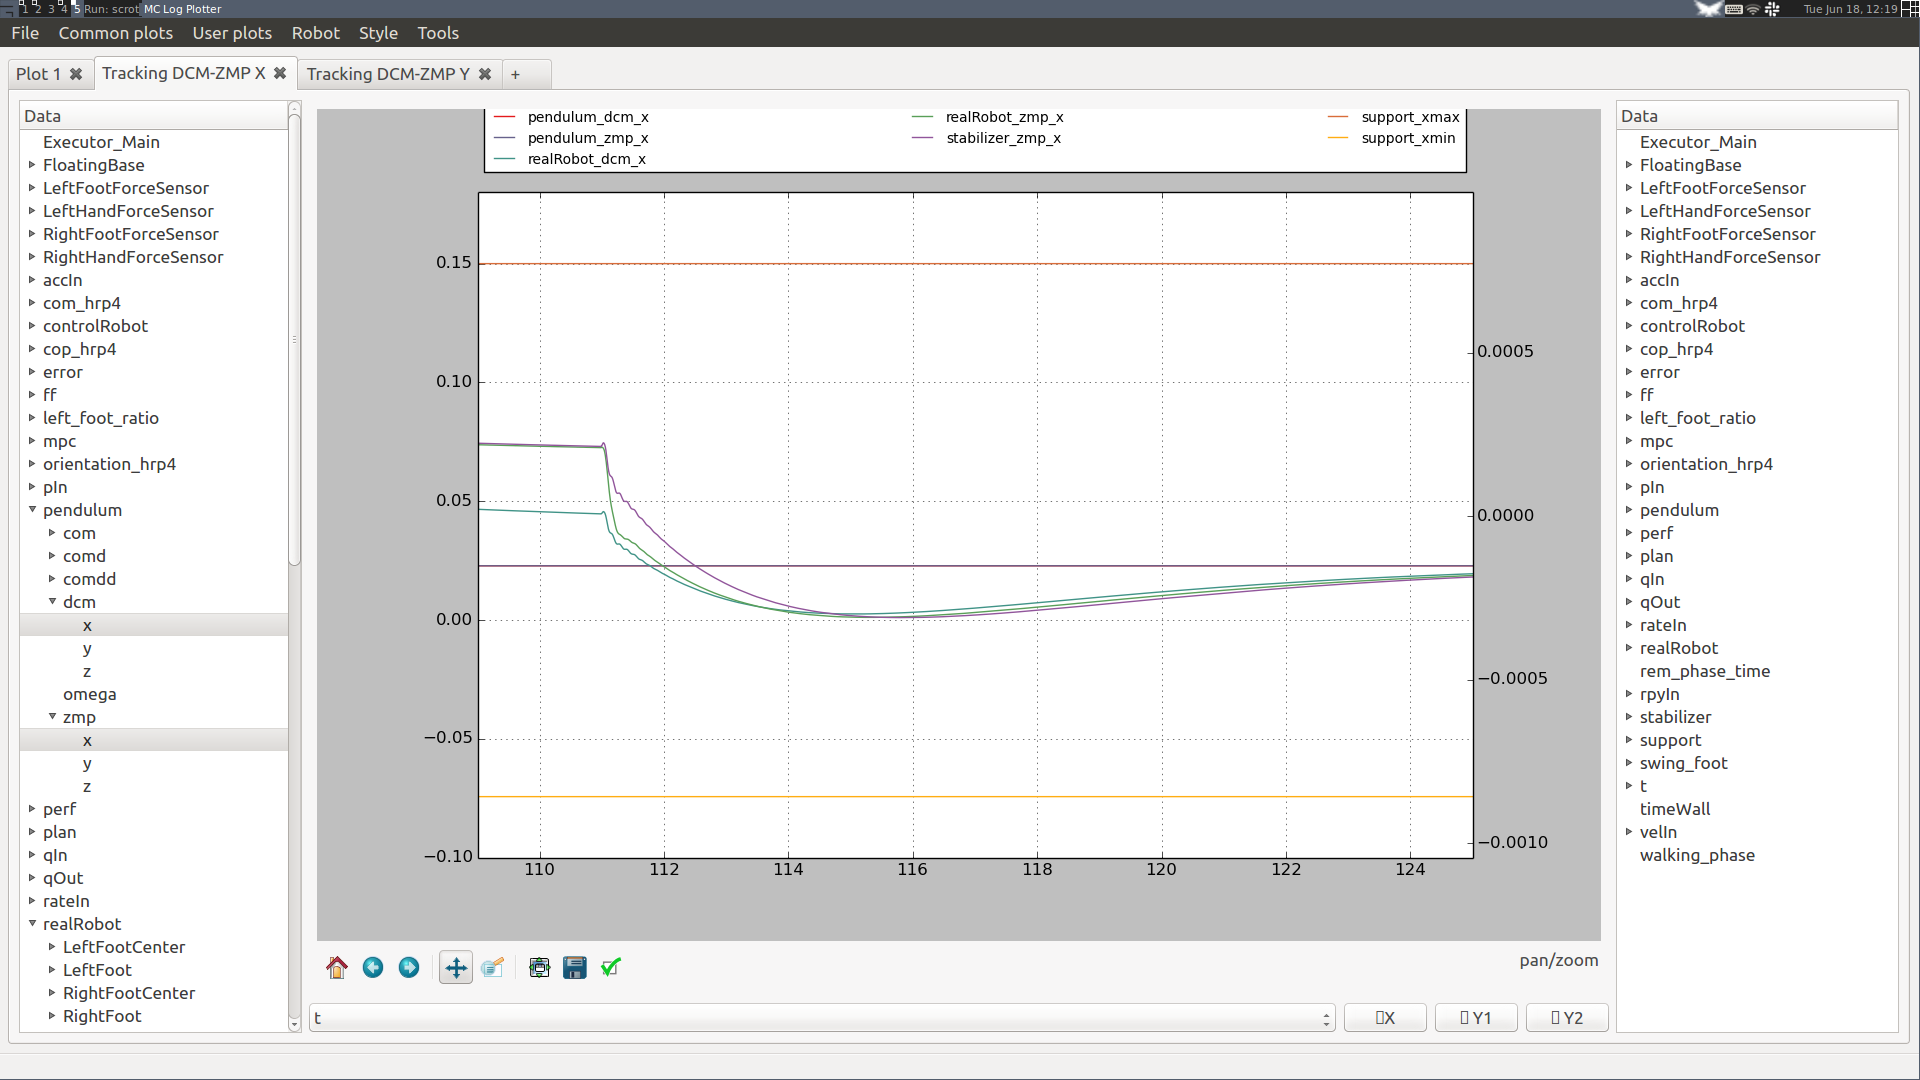 1 2 3 4 5 Run: scrot MC Log Plotter Tue Jun 18, 12:19
File Common plots User plots Robot Style Tools
Plot 1 Tracking DCM-ZMP X Tracking DCM-ZMP Y +
Data
Executor_Main
FloatingBase
LeftFootForceSensor
LeftHandForceSensor
RightFootForceSensor
RightHandForceSensor
accIn
com_hrp4
controlRobot
cop_hrp4
error
ff
left_foot_ratio
mpc
orientation_hrp4
pIn
pendulum
com
comd
comdd
dcm
x
y
z
omega
zmp
x
y
z
perf
plan
qIn
qOut
rateIn
realRobot
LeftFootCenter
LeftFoot
RightFootCenter
RightFoot
pendulum_dcm_x realRobot_zmp_x support_xmax
pendulum_zmp_x stabilizer_zmp_x support_xmin
realRobot_dcm_x
0.15
0.10
0.05
0.00
−0.05
−0.10
0.0005
0.0000
−0.0005
−0.0010
110 112 114 116 118 120 122 124
pan/zoom
t X Y1 Y2
Data
Executor_Main
FloatingBase
LeftFootForceSensor
LeftHandForceSensor
RightFootForceSensor
RightHandForceSensor
accIn
com_hrp4
controlRobot
cop_hrp4
error
ff
left_foot_ratio
mpc
orientation_hrp4
pIn
pendulum
perf
plan
qIn
qOut
rateIn
realRobot
rem_phase_time
rpyIn
stabilizer
support
swing_foot
t
timeWall
velIn
walking_phase